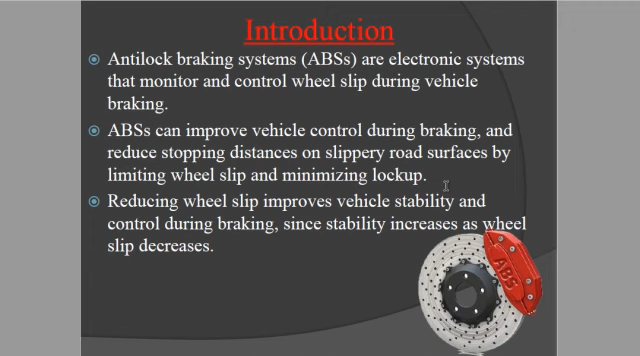 Introduction
Antilock braking systems (ABSs) are electronic systems
that monitor and control wheel slip during vehicle
braking.
ABSs can improve vehicle control during braking, and
reduce stopping distances on slippery road surfaces by
limiting wheel slip and minimizing lockup.
Reducing wheel slip improves vehicle stability and
control during braking, since stability increases as wheel
slip decreases.
ABS